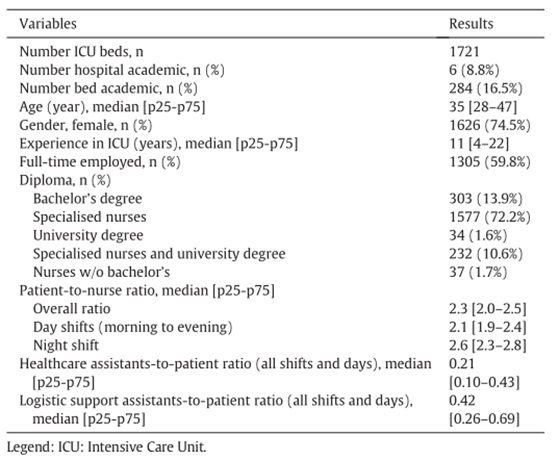 Variables Results
Number ICU beds, n 1721
Number hospital academic, n (%) 6 (8.8%)
Number bed academic, n (%) 284 (16.5%)
Age (year), median [p25-p75] 35 [28–47]
Gender, female, n (%) 1626 (74.5%)
Experience in ICU (years), median [p25-p75] 11 [4–22]
Full-time employed, n (%) 1305 (59.8%)
Diploma, n (%)
Bachelor's degree 303 (13.9%)
Specialised nurses 1577 (72.2%)
University degree 34 (1.6%)
Specialised nurses and university degree 232 (10.6%)
Nurses w/o bachelor's 37 (1.7%)
Patient-to-nurse ratio, median [p25-p75]
Overall ratio 2.3 [2.0–2.5]
Day shifts (morning to evening) 2.1 [1.9–2.4]
Night shift 2.6 [2.3–2.8]
Healthcare assistants-to-patient ratio (all shifts and days), median 0.21
[p25-p75] [0.10–0.43]
Logistic support assistants-to-patient ratio (all shifts and days), 0.42
median [p25-p75] [0.26–0.69]
Legend: ICU: Intensive Care Unit.